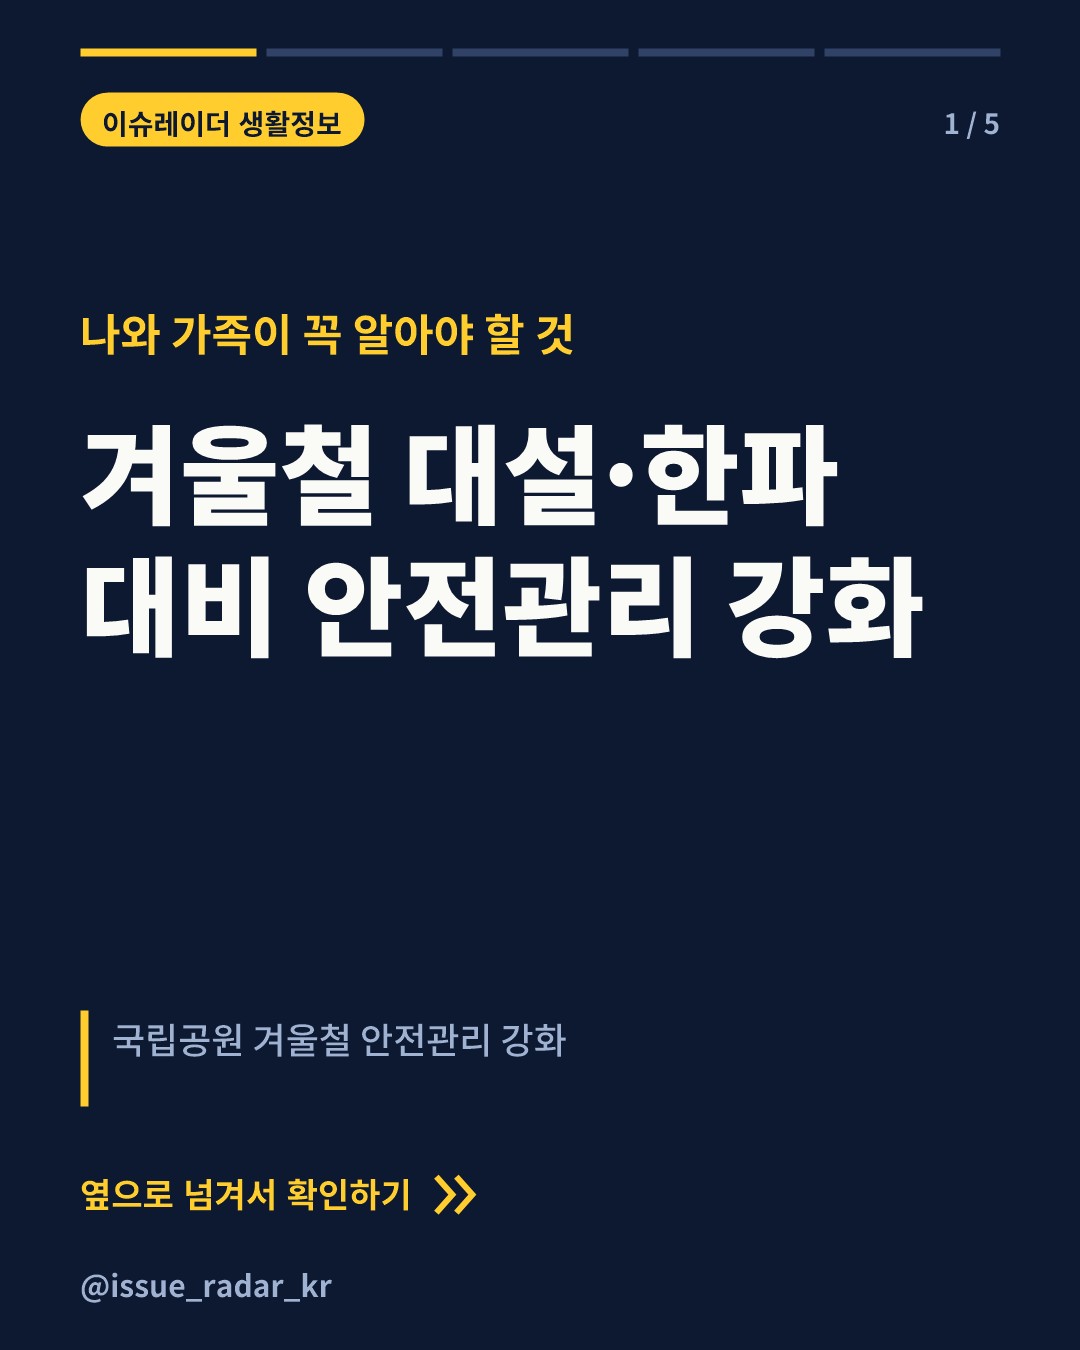 이슈레이더 생활정보
1 / 5
나와 가족이 꼭 알아야 할 것
겨울철 대설·한파
대비 안전관리 강화
국립공원 겨울철 안전관리 강화
옆으로 넘겨서 확인하기
@issue_radar_kr